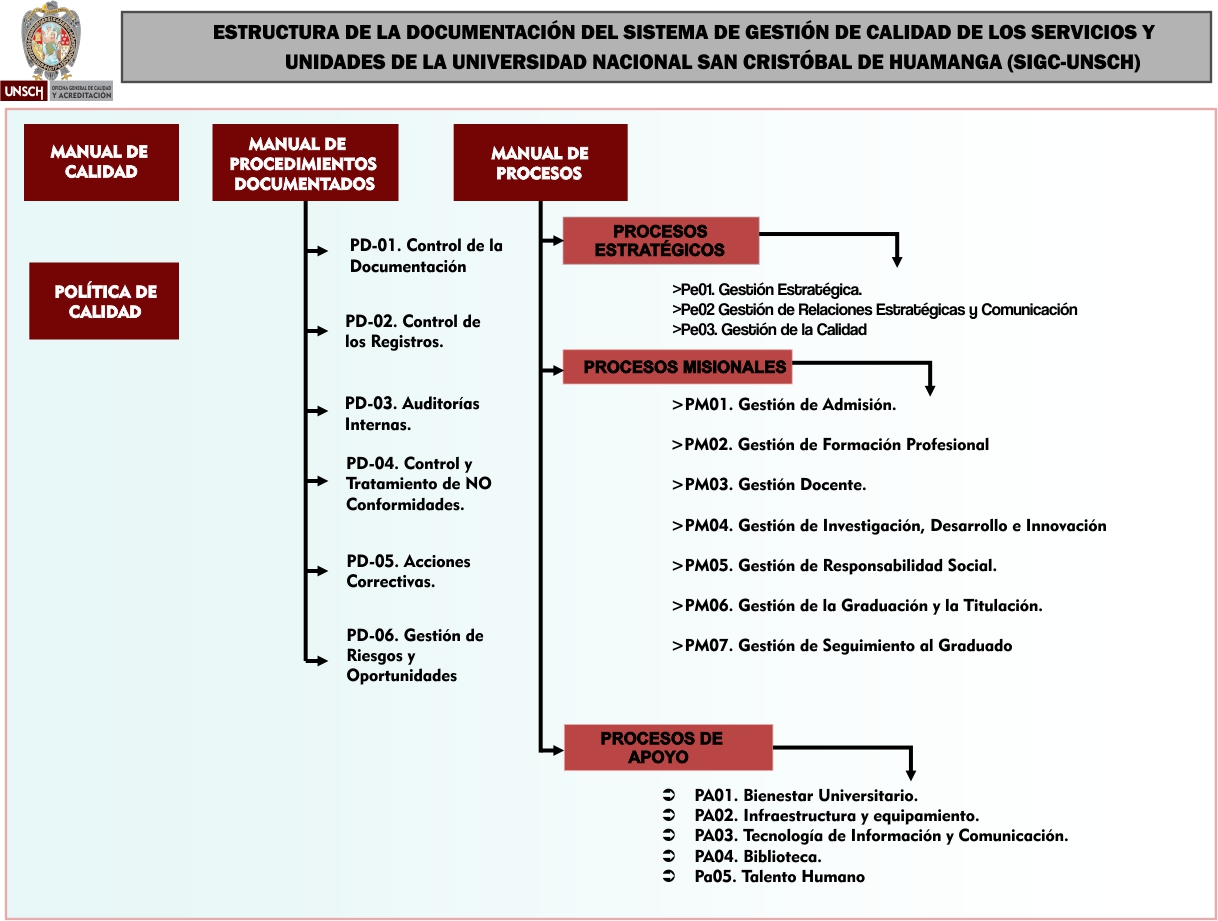 ESTRUCTURA DE LA DOCUMENTACIÓN DEL SISTEMA DE GESTIÓN DE CALIDAD DE LOS SERVICIOS Y
UNIDADES DE LA UNIVERSIDAD NACIONAL SAN CRISTÓBAL DE HUAMANGA (SIGC-UNSCH)
UNSCH
OFICINA GENERAL DE CALIDAD
Y ACREDITACIÓN
MANUAL DE
CALIDAD
POLÍTICA DE
CALIDAD
MANUAL DE
PROCEDIMIENTOS
DOCUMENTADOS
PD-01. Control de la
Documentación
PD-02. Control de
los Registros.
PD-03. Auditorías
Internas.
PD-04. Control y
Tratamiento de NO
Conformidades.
PD-05. Acciones
Correctivas.
PD-06. Gestión de
Riesgos y
Oportunidades
MANUAL DE
PROCESOS
PROCESOS
ESTRATÉGICOS
>Pe01. Gestión Estratégica.
>Pe02 Gestión de Relaciones Estratégicas y Comunicación
>Pe03. Gestión de la Calidad
PROCESOS MISIONALES
>PM01. Gestión de Admisión.
>PM02. Gestión de Formación Profesional
>PM03. Gestión Docente.
>PM04. Gestión de Investigación, Desarrollo e Innovación
>PM05. Gestión de Responsabilidad Social.
>PM06. Gestión de la Graduación y la Titulación.
>PM07. Gestión de Seguimiento al Graduado
PROCESOS DE
APOYO
➲ PA01. Bienestar Universitario.
➲ PA02. Infraestructura y equipamiento.
➲ PA03. Tecnología de Información y Comunicación.
➲ PA04. Biblioteca.
➲ Pa05. Talento Humano